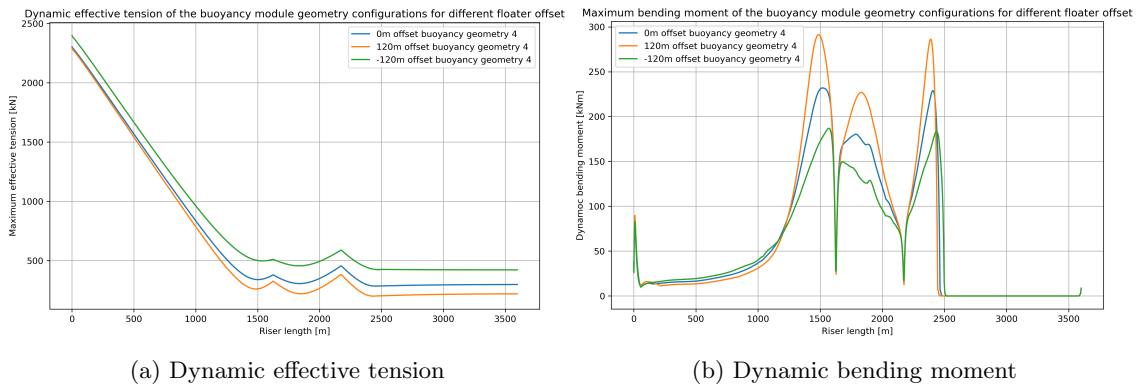 Dynamic effective tension of the buoyancy module geometry configurations for different floater offset
2500
2000
1500
1000
500
Maximum effective tension [kN]
0m offset buoyancy geometry 4
120m offset buoyancy geometry 4
-120m offset buoyancy geometry 4
0 500 1000 1500 2000 2500 3000 3500
Riser length [m]
(a) Dynamic effective tension
Maximum bending moment of the buoyancy module geometry configurations for different floater offset
300
250
200
150
100
50
0
Dynamoc bending moment [kNm]
0m offset buoyancy geometry 4
120m offset buoyancy geometry 4
-120m offset buoyancy geometry 4
0 500 1000 1500 2000 2500 3000 3500
Riser length [m]
(b) Dynamic bending moment